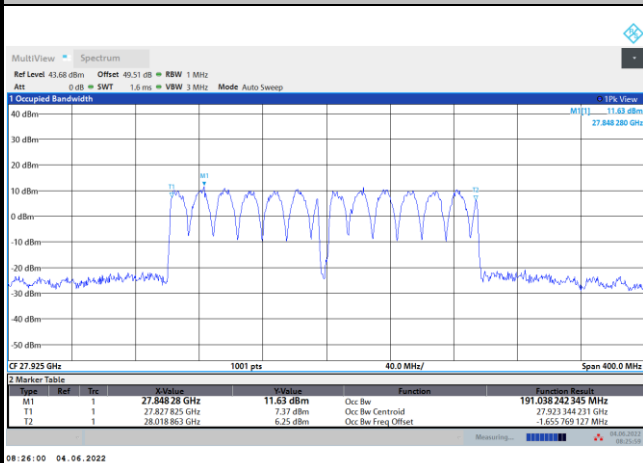 MultiView Spectrum
Ref Level 43.68 dBm Offset 49.51 dB RBW 1 MHz
Att 0 dB SWT 1.6 ms VBW 3 MHz Mode Auto Sweep
1 Occupied Bandwidth 1Pk View
M1[1] 11.63 dBm
27.848 280 GHz
40 dBm
30 dBm
20 dBm
M1
T1
T2
10 dBm
0 dBm
-10 dBm
-20 dBm
-30 dBm
-40 dBm
-50 dBm
CF 27.925 GHz 1001 pts 40.0 MHz/ Span 400.0 MHz
2 Marker Table
Type Ref Trc X-Value Y-Value Function Function Result
M1 1 27.848 28 GHz 11.63 dBm Occ Bw 191.038 242 345 MHz
T1 1 27.827 825 GHz 7.37 dBm Occ Bw Centroid 27.923 344 231 GHz
T2 1 28.018 863 GHz 6.25 dBm Occ Bw Freq Offset -1.655 769 127 MHz
Measuring... 04.06.2022
08:25:59
08:26:00 04.06.2022